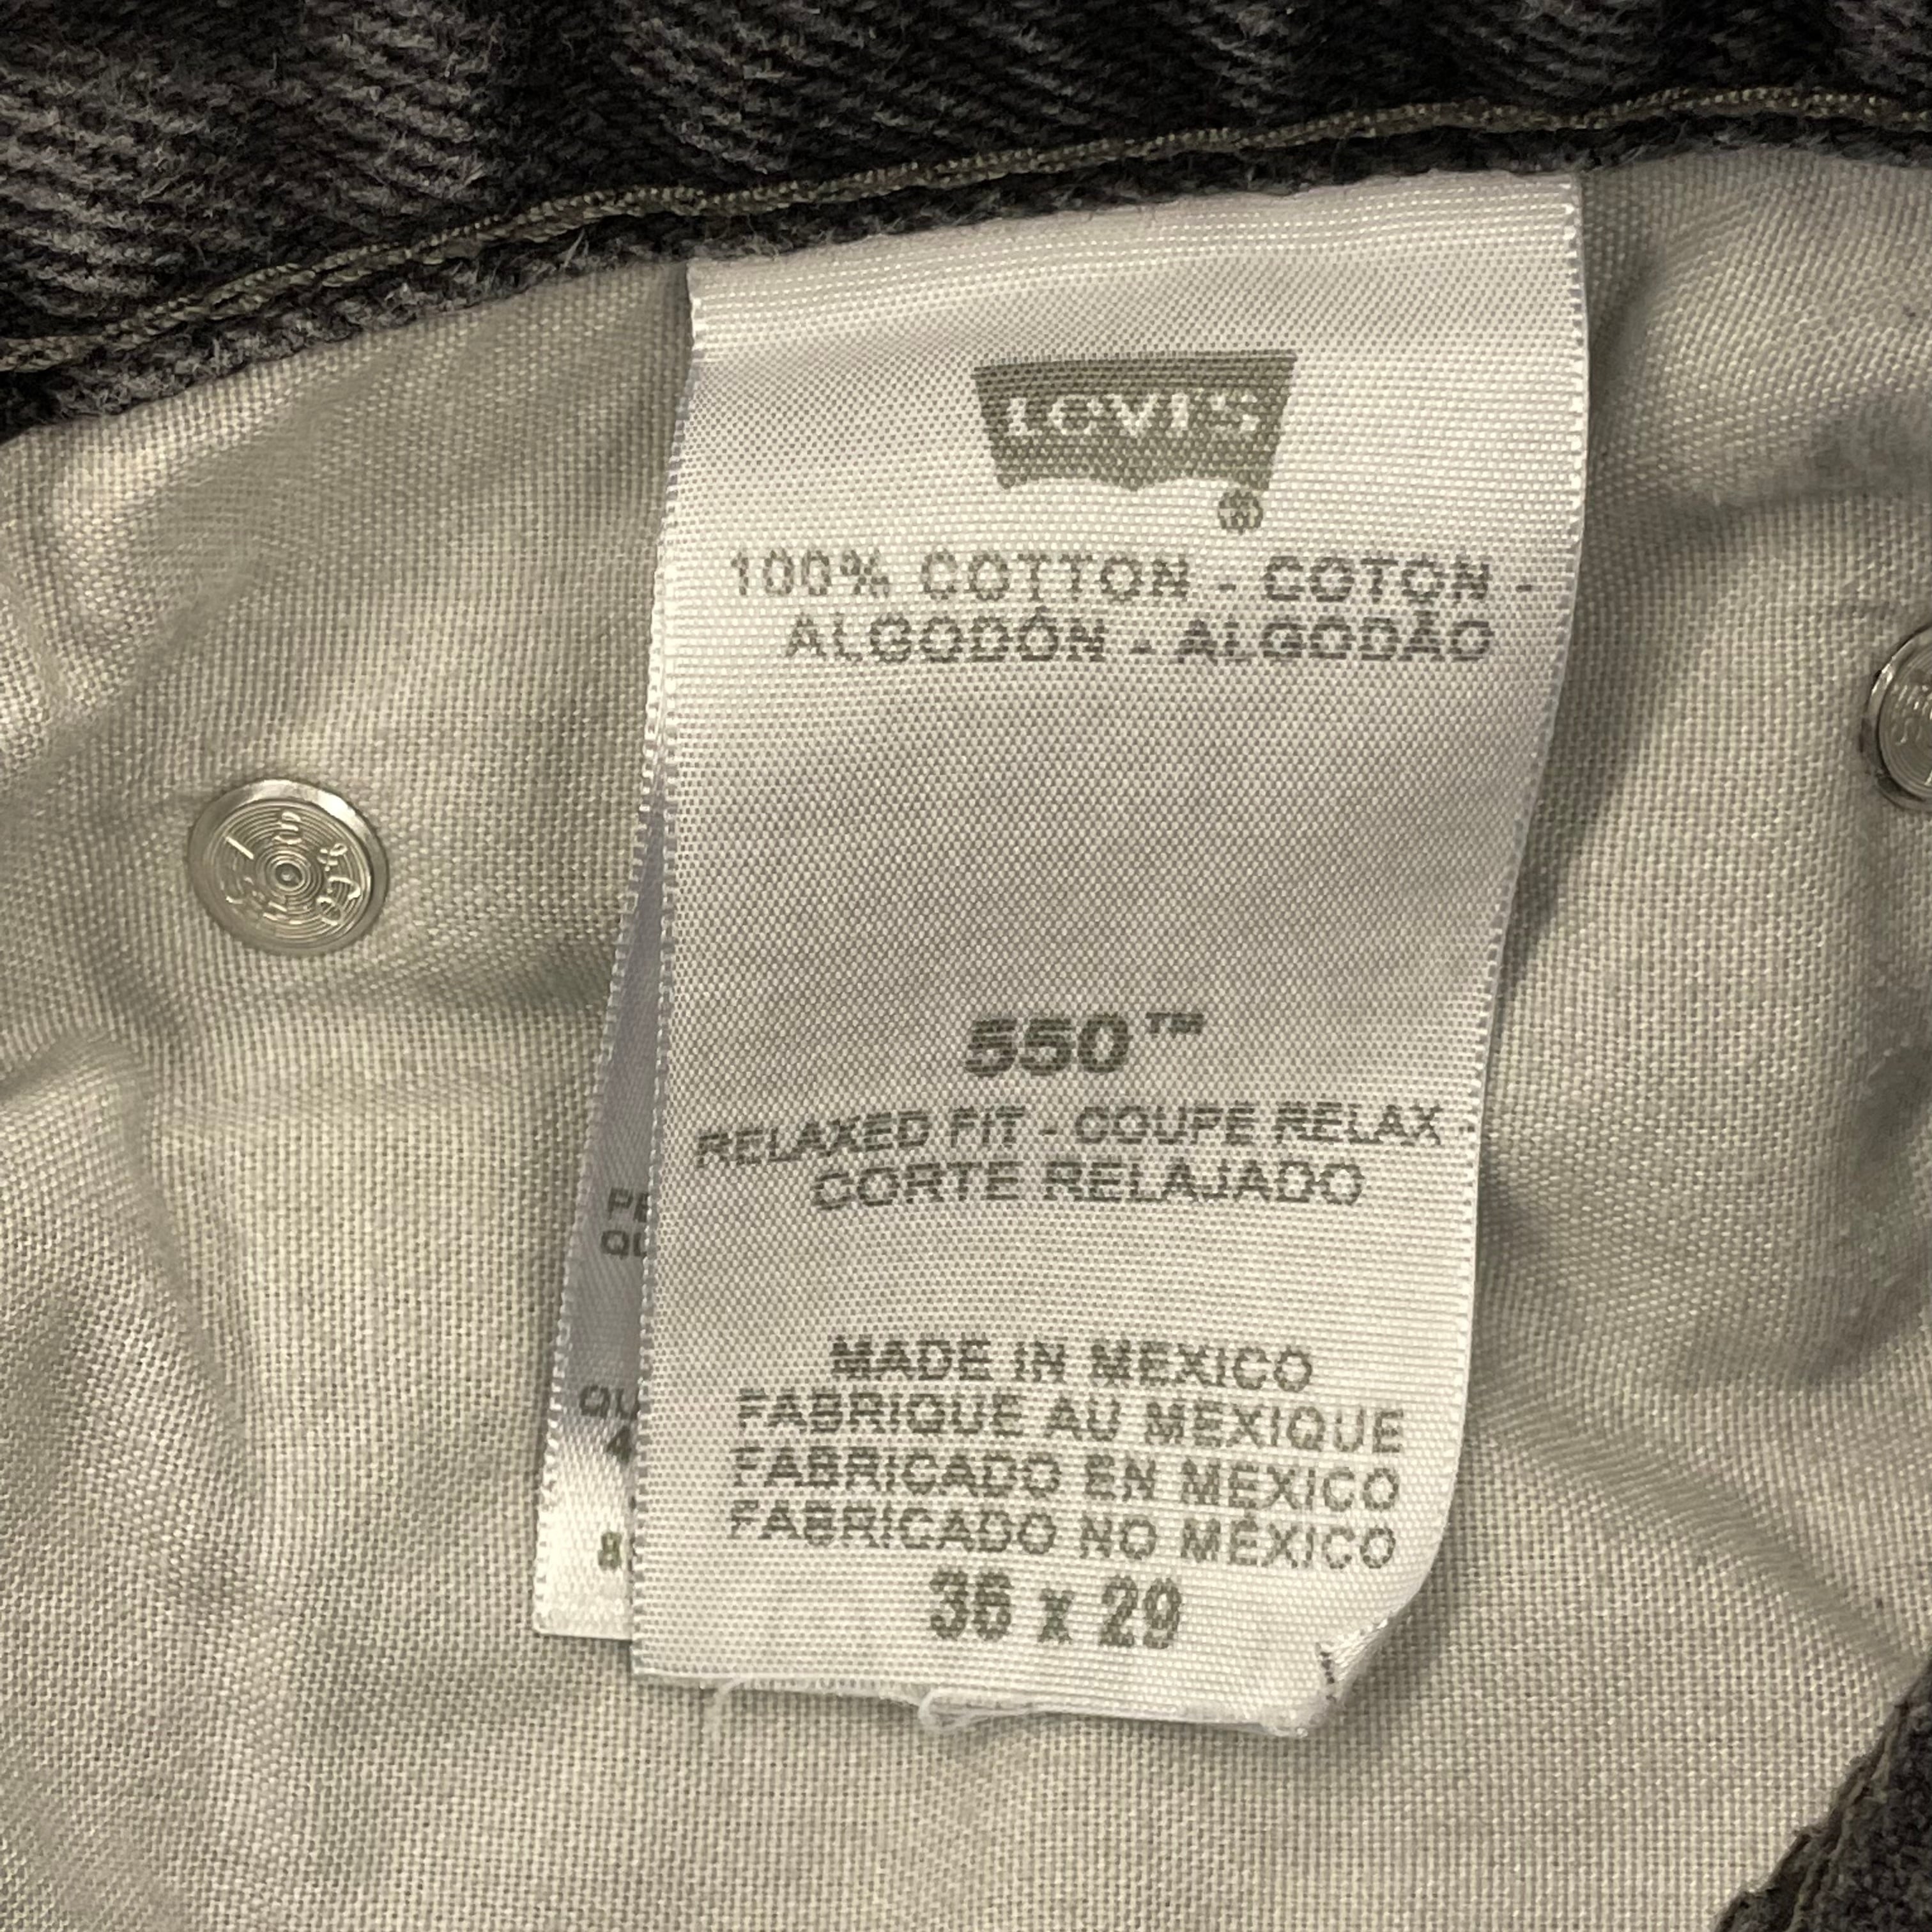 LEVI'S
®
100% COTTON - COTON -
ALGODÓN - ALGODÃO
550™
RELAXED FIT - COUPE RELAX -
CORTE RELAJADO
MADE IN MEXICO
FABRIQUE AU MEXIQUE
FABRICADO EN MEXICO
FABRICADO NO MÉXICO
36 x 29